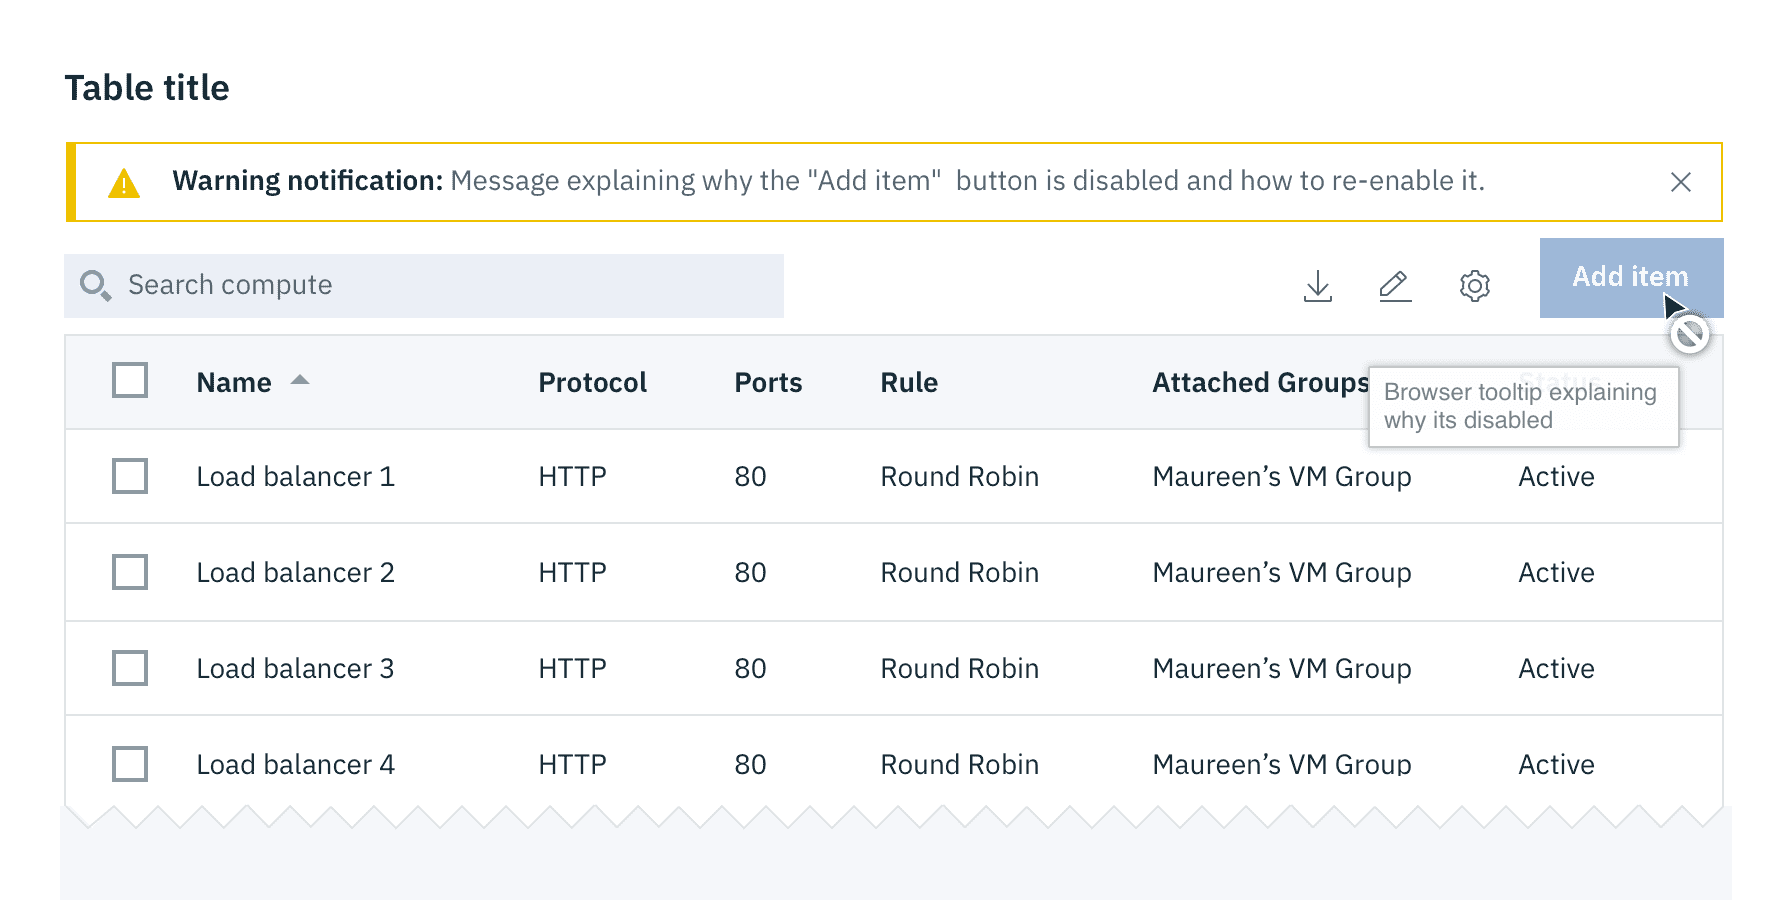 Table title
Warning notification: Message explaining why the "Add item"  button is disabled and how to re-enable it.
Search compute
Add item
Name Protocol Ports Rule Attached Groups Status
Browser tooltip explaining
why its disabled
Load balancer 1 HTTP 80 Round Robin Maureen’s VM Group Active
Load balancer 2 HTTP 80 Round Robin Maureen’s VM Group Active
Load balancer 3 HTTP 80 Round Robin Maureen’s VM Group Active
Load balancer 4 HTTP 80 Round Robin Maureen’s VM Group Active